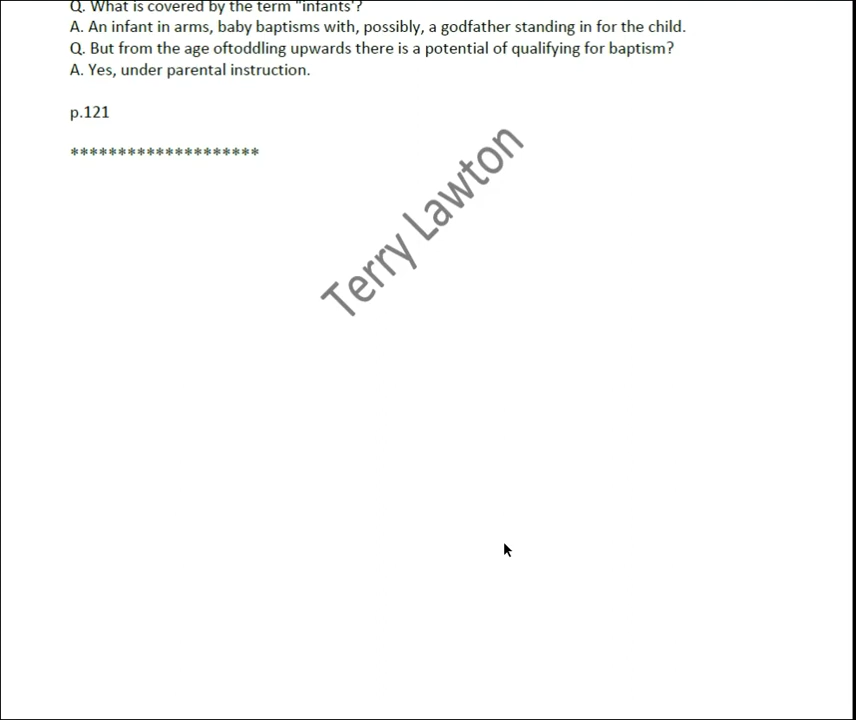 Q. What is covered by the term "infants'?
A. An infant in arms, baby baptisms with, possibly, a godfather standing in for the child.
Q. But from the age oftoddling upwards there is a potential of qualifying for baptism?
A. Yes, under parental instruction.
p.121
********************
Terry Lawton